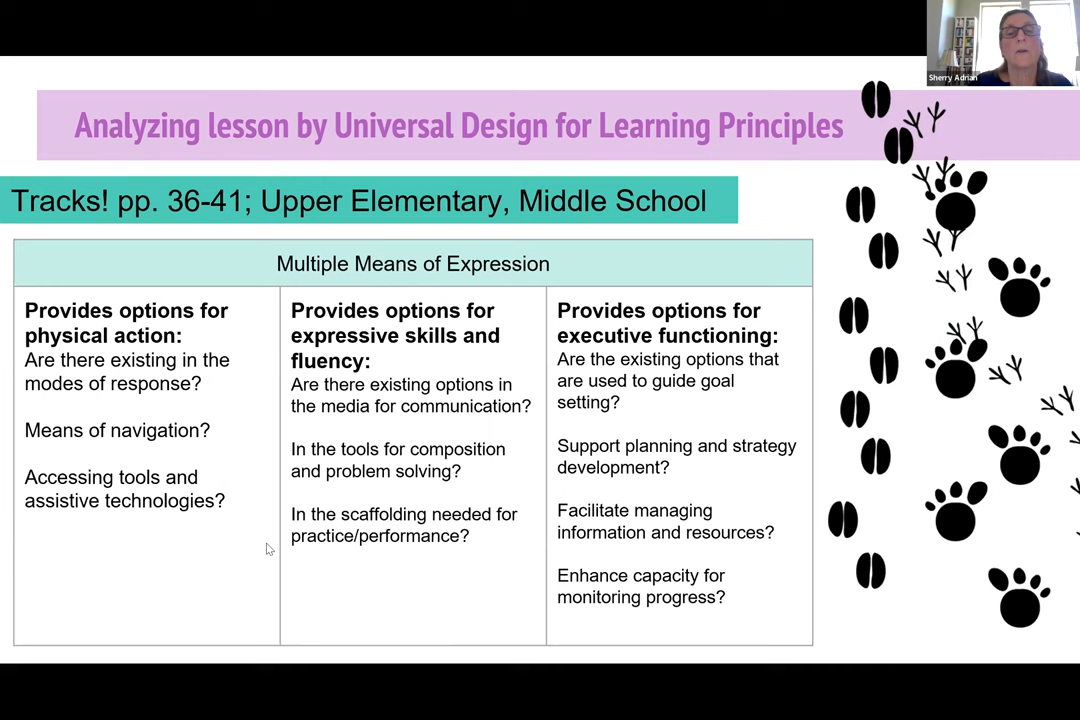 Sherry Adrian
Analyzing lesson by Universal Design for Learning Principles
Tracks! pp. 36-41; Upper Elementary, Middle School
Multiple Means of Expression
Provides options for
physical action:
Are there existing in the
modes of response?
Means of navigation?
Accessing tools and
assistive technologies?
Provides options for
expressive skills and
fluency:
Are there existing options in
the media for communication?
In the tools for composition
and problem solving?
In the scaffolding needed for
practice/performance?
Provides options for
executive functioning:
Are the existing options that
are used to guide goal
setting?
Support planning and strategy
development?
Facilitate managing
information and resources?
Enhance capacity for
monitoring progress?